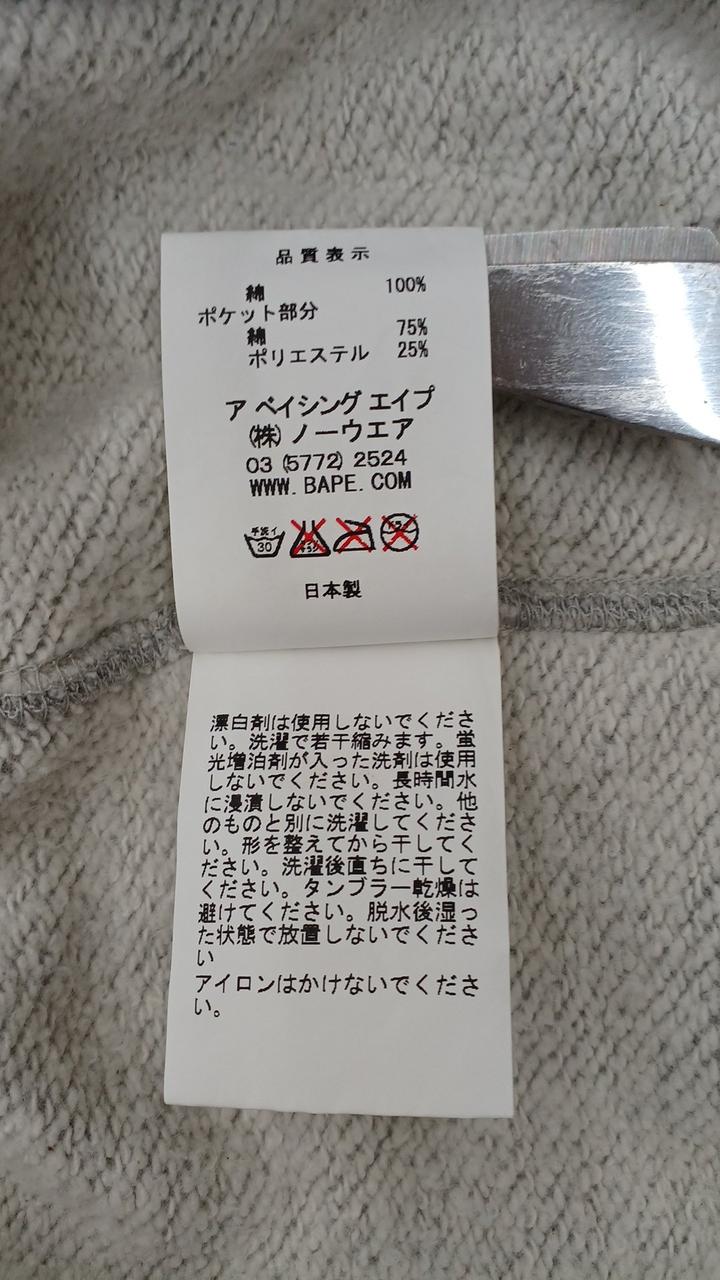 品質表示
綿 100%
ポケット部分
綿 75%
ポリエステル 25%
ア ベイシング エイプ
㈱ ノーウエア
03 (5772) 2524
WWW. BAPE. COM
手洗イ
30
日本製
漂白剤は使用しないでくださ
い。洗濯で若干縮みます。蛍
光増泊剤が入った洗剤は使用
しないでください。長時間水
に浸漬しないでください。他
のものと別に洗濯してくださ
い。形を整えてから干してく
ださい。洗濯後直ちに干して
ください。タンブラー乾燥は
避けてください。脱水後湿っ
た状態で放置しないでくださ
い
アイロンはかけないでくださ
い。